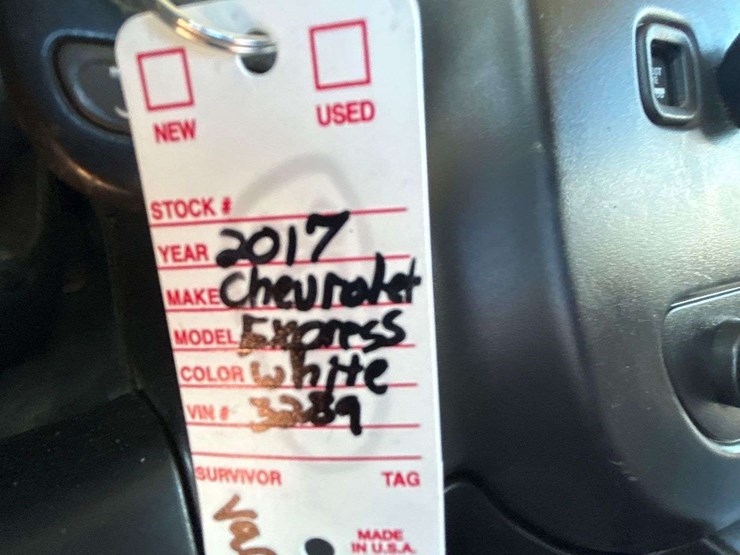 NEW USED
STOCK #
YEAR 2017
MAKE Chevrolet
MODEL Express
COLOR white
VIN # 3289
SURVIVOR TAG
MADE
IN U.S.A.